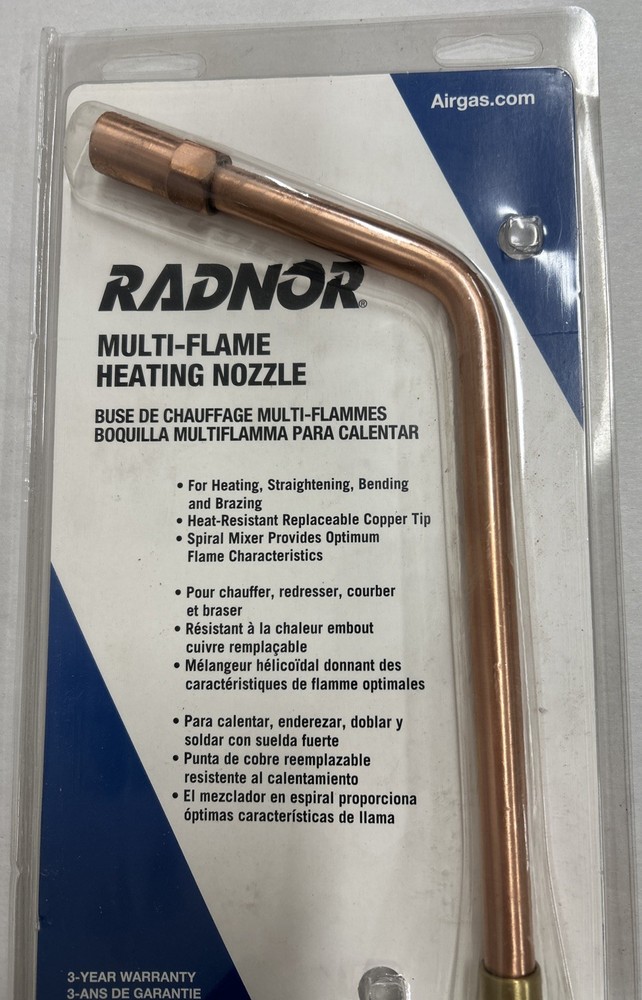 Airgas.com
RADNOR®
MULTI-FLAME
HEATING NOZZLE
BUSE DE CHAUFFAGE MULTI-FLAMMES
BOQUILLA MULTIFLAMMA PARA CALENTAR
• For Heating, Straightening, Bending
and Brazing
• Heat-Resistant Replaceable Copper Tip
• Spiral Mixer Provides Optimum
Flame Characteristics
• Pour chauffer, redresser, courber
et braser
• Résistant à la chaleur embout
cuivre remplaçable
• Mélangeur hélicoïdal donnant des
caractéristiques de flamme optimales
• Para calentar, enderezar, doblar y
soldar con suelda fuerte
• Punta de cobre reemplazable
resistente al calentamiento
• El mezclador en espiral proporciona
óptimas características de llama
3-YEAR WARRANTY
3-ANS DE GARANTIE